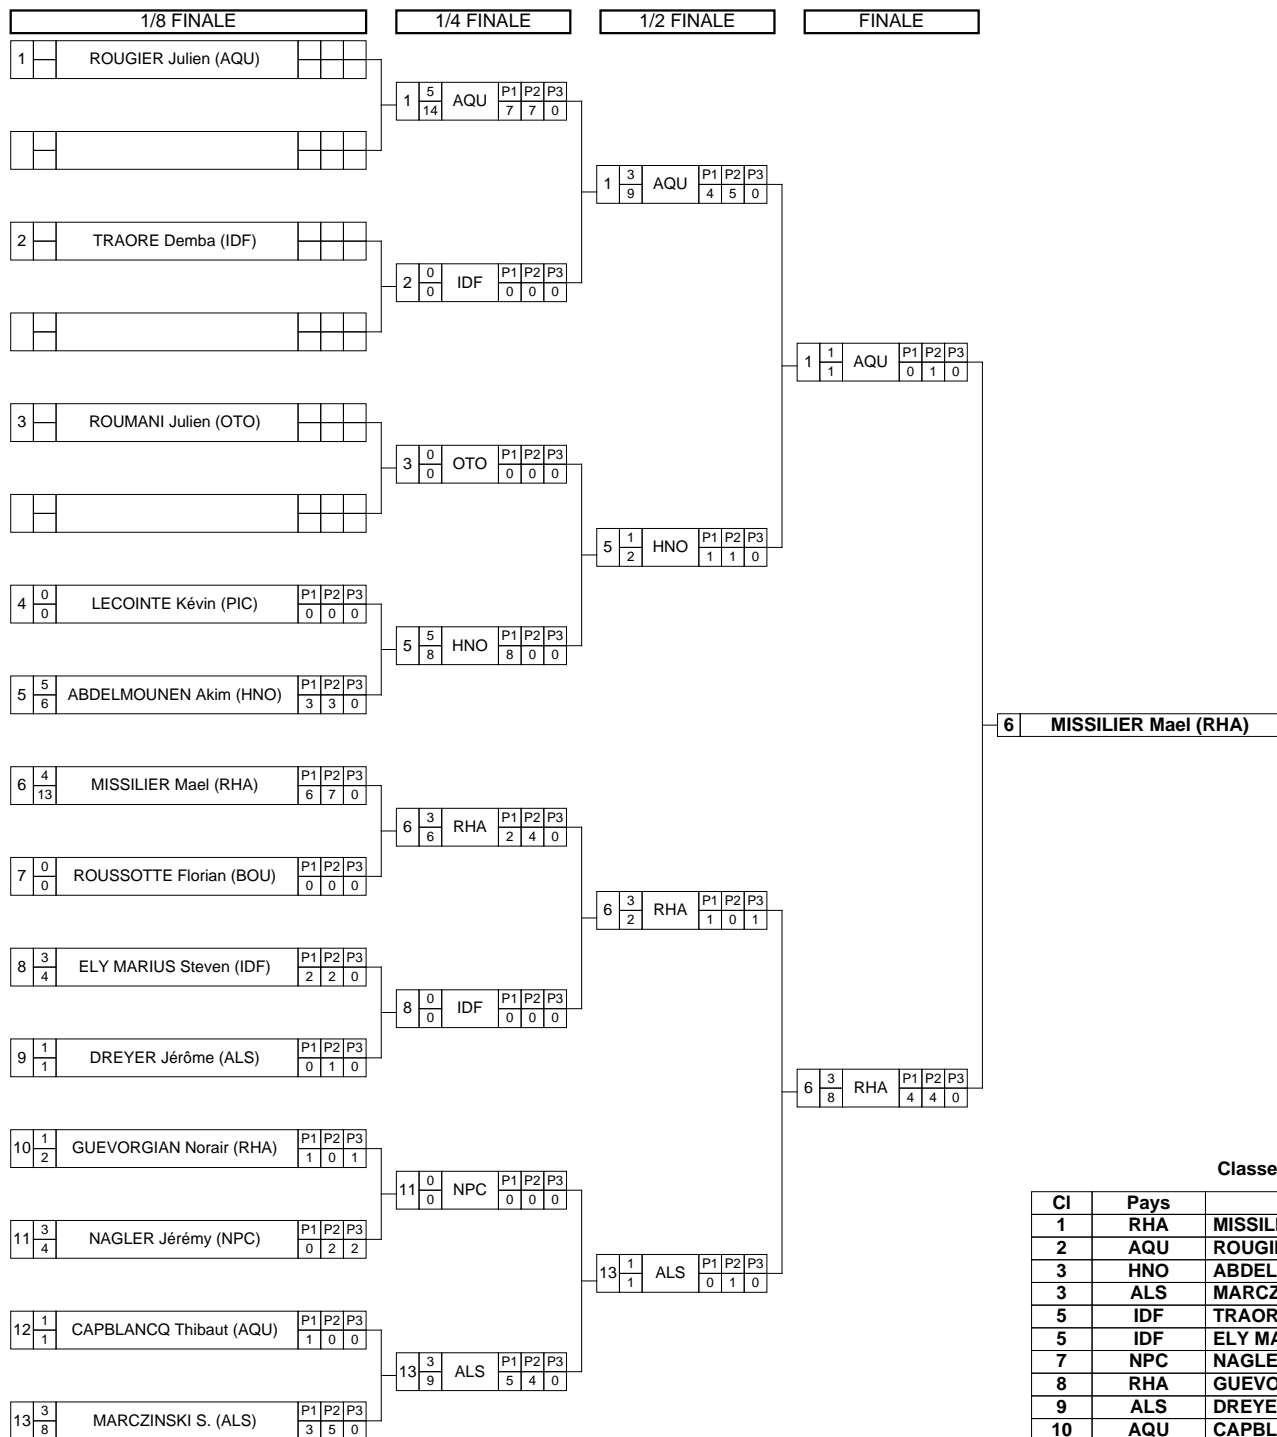 1/8 FINALE 1/4 FINALE 1/2 FINALE FINALE
1 ROUGIER Julien (AQU)
1 5 14 AQU P1 P2 P3 7 7 0
1 3 9 AQU P1 P2 P3 4 5 0
2 TRAORE Demba (IDF)
2 0 0 IDF P1 P2 P3 0 0 0
1 1 1 AQU P1 P2 P3 0 1 0
3 ROUMANI Julien (OTO)
3 0 0 OTO P1 P2 P3 0 0 0
5 1 2 HNO P1 P2 P3 1 1 0
4 0 0 LECOINTE Kévin (PIC) P1 P2 P3 0 0 0
5 5 8 HNO P1 P2 P3 8 0 0
5 5 6 ABDELMOUNEN Akim (HNO) P1 P2 P3 3 3 0
6 MISSILIER Mael (RHA)
6 4 13 MISSILIER Mael (RHA) P1 P2 P3 6 7 0
6 3 6 RHA P1 P2 P3 2 4 0
7 0 0 ROUSSOTTE Florian (BOU) P1 P2 P3 0 0 0
6 3 2 RHA P1 P2 P3 1 0 1
8 3 4 ELY MARIUS Steven (IDF) P1 P2 P3 2 2 0
8 0 0 IDF P1 P2 P3 0 0 0
9 1 1 DREYER Jérôme (ALS) P1 P2 P3 0 1 0
6 3 8 RHA P1 P2 P3 4 4 0
10 1 2 GUEVORGIAN Norair (RHA) P1 P2 P3 1 0 1
11 0 0 NPC P1 P2 P3 0 0 0
11 3 4 NAGLER Jérémy (NPC) P1 P2 P3 0 2 2
13 1 1 ALS P1 P2 P3 0 1 0
12 1 1 CAPBLANCQ Thibaut (AQU) P1 P2 P3 1 0 0
13 3 9 ALS P1 P2 P3 5 4 0
13 3 8 MARCZINSKI S. (ALS) P1 P2 P3 3 5 0
Classe
Cl Pays
1 RHA MISSILI
2 AQU ROUGII
3 HNO ABDEL
3 ALS MARCZ
5 IDF TRAOR
5 IDF ELY MA
7 NPC NAGLE
8 RHA GUEVO
9 ALS DREYE
10 AQU CAPBL